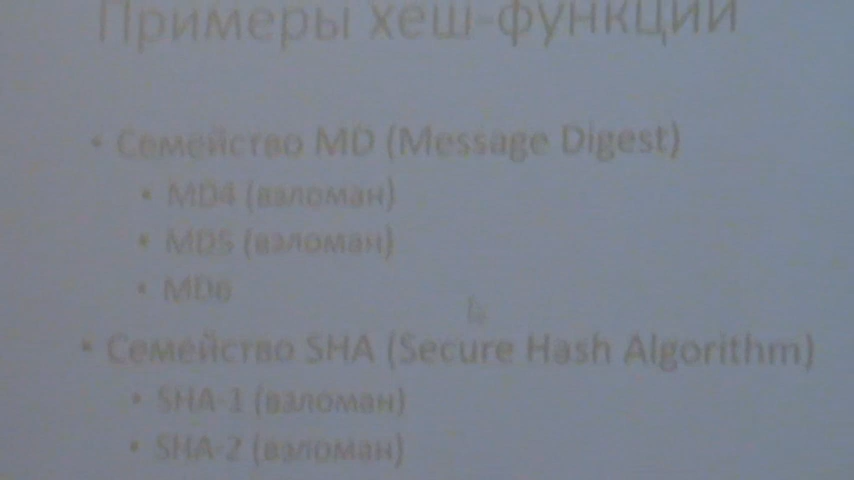 Примеры хеш-функций
• Семейство MD (Message Digest)
• MD4 (взломан)
• MD5 (взломан)
• MD6
• Семейство SHA (Secure Hash Algorithm)
• SHA-1 (взломан)
• SHA-2 (взломан)